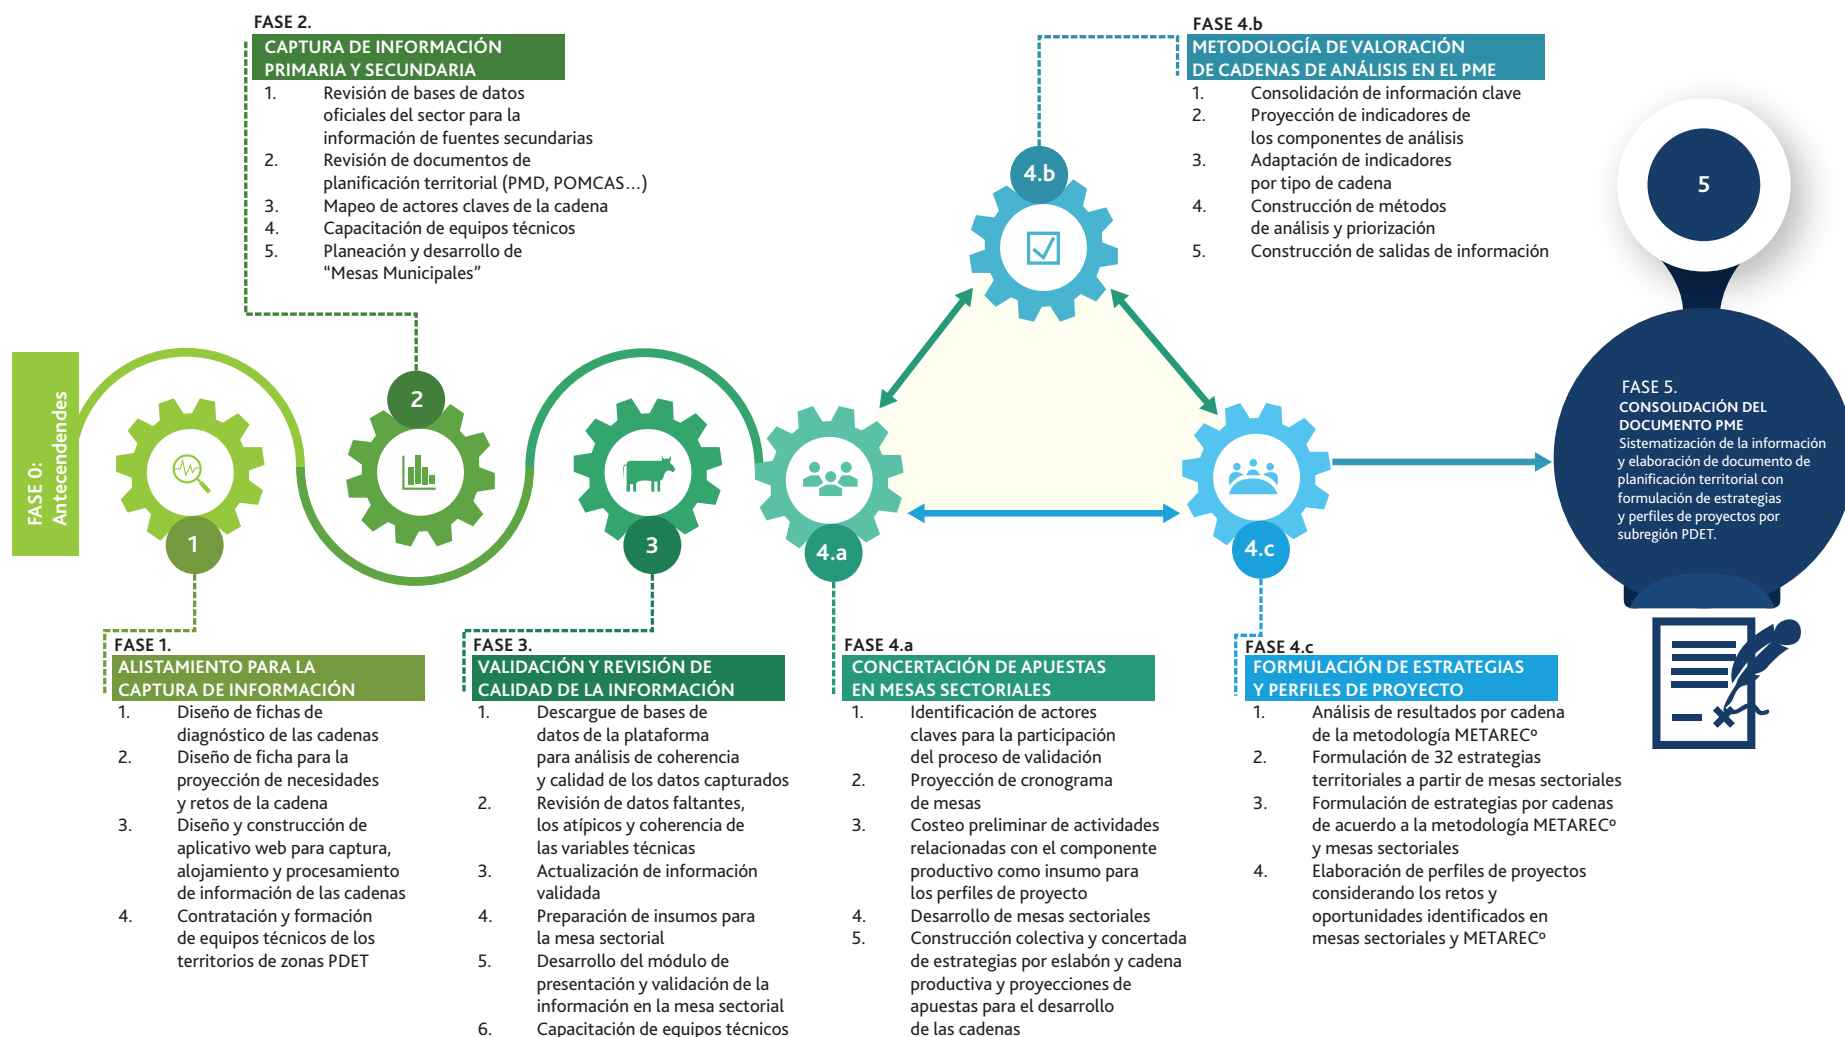 FASE 0:
Antecendendes
FASE 2.
CAPTURA DE INFORMACIÓN
PRIMARIA Y SECUNDARIA
1. Revisión de bases de datos
oficiales del sector para la
información de fuentes secundarias
2. Revisión de documentos de
planificación territorial (PMD, POMCAS...)
3. Mapeo de actores claves de la cadena
4. Capacitación de equipos técnicos
5. Planeación y desarrollo de
“Mesas Municipales”
FASE 4.b
METODOLOGÍA DE VALORACIÓN
DE CADENAS DE ANÁLISIS EN EL PME
1. Consolidación de información clave
2. Proyección de indicadores de
los componentes de análisis
3. Adaptación de indicadores
por tipo de cadena
4. Construcción de métodos
de análisis y priorización
5. Construcción de salidas de información
1
2
3
4.a
4.b
4.c
5
FASE 5.
CONSOLIDACIÓN DEL
DOCUMENTO PME
Sistematización de la información
y elaboración de documento de
planificación territorial con
formulación de estrategias
y perfiles de proyectos por
subregión PDET.
FASE 1.
ALISTAMIENTO PARA LA
CAPTURA DE INFORMACIÓN
1. Diseño de fichas de
diagnóstico de las cadenas
2. Diseño de ficha para la
proyección de necesidades
y retos de la cadena
3. Diseño y construcción de
aplicativo web para captura,
alojamiento y procesamiento
de información de las cadenas
4. Contratación y formación
de equipos técnicos de los
territorios de zonas PDET
FASE 3.
VALIDACIÓN Y REVISIÓN DE
CALIDAD DE LA INFORMACIÓN
1. Descargue de bases de
datos de la plataforma
para análisis de coherencia
y calidad de los datos capturados
2. Revisión de datos faltantes,
los atípicos y coherencia de
las variables técnicas
3. Actualización de información
validada
4. Preparación de insumos para
la mesa sectorial
5. Desarrollo del módulo de
presentación y validación de la
información en la mesa sectorial
6. Capacitación de equipos técnicos
FASE 4.a
CONCERTACIÓN DE APUESTAS
EN MESAS SECTORIALES
1. Identificación de actores
claves para la participación
del proceso de validación
2. Proyección de cronograma
de mesas
3. Costeo preliminar de actividades
relacionadas con el componente
productivo como insumo para
los perfiles de proyecto
4. Desarrollo de mesas sectoriales
5. Construcción colectiva y concertada
de estrategias por eslabón y cadena
productiva y proyecciones de
apuestas para el desarrollo
de las cadenas
FASE 4.c
FORMULACIÓN DE ESTRATEGIAS
Y PERFILES DE PROYECTO
1. Análisis de resultados por cadena
de la metodología METARECº
2. Formulación de 32 estrategias
territoriales a partir de mesas sectoriales
3. Formulación de estrategias por cadenas
de acuerdo a la metodología METARECº
y mesas sectoriales
4. Elaboración de perfiles de proyectos
considerando los retos y
oportunidades identificados en
mesas sectoriales y METARECº